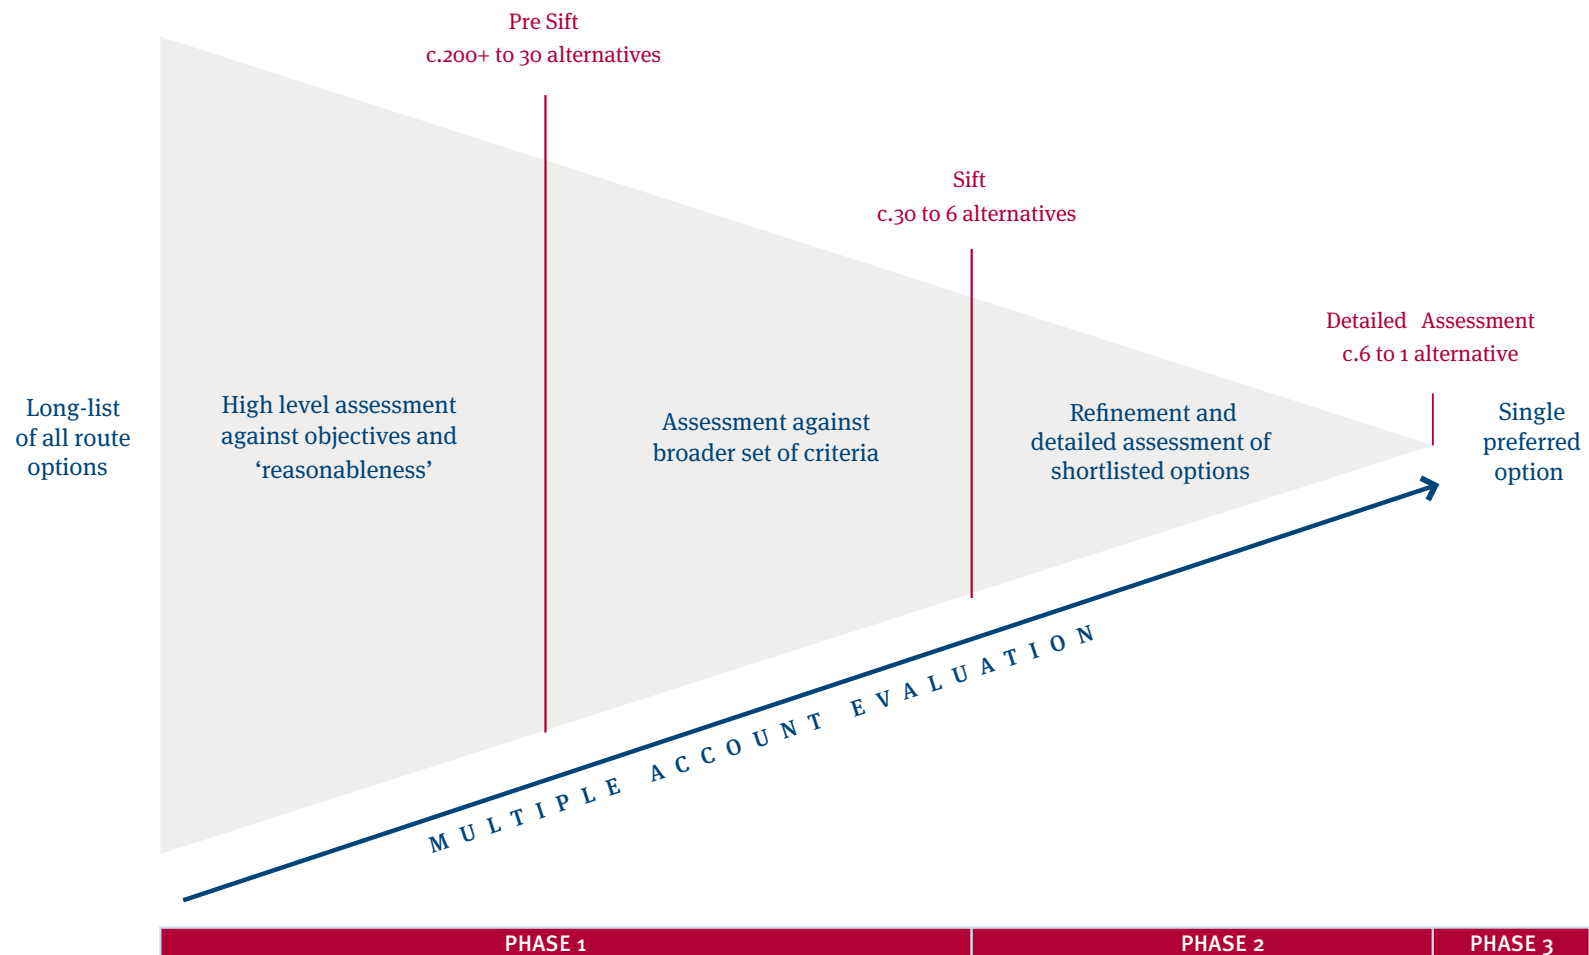 Pre Sift
c.200+ to 30 alternatives
Sift
c.30 to 6 alternatives
Detailed Assessment
c.6 to 1 alternative
Long-list
of all route
options
High level assessment
against objectives and
‘reasonableness’
Assessment against
broader set of criteria
Refinement and
detailed assessment of
shortlisted options
Single
preferred
option
MULTIPLE ACCOUNT EVALUATION
PHASE 1
PHASE 2
PHASE 3